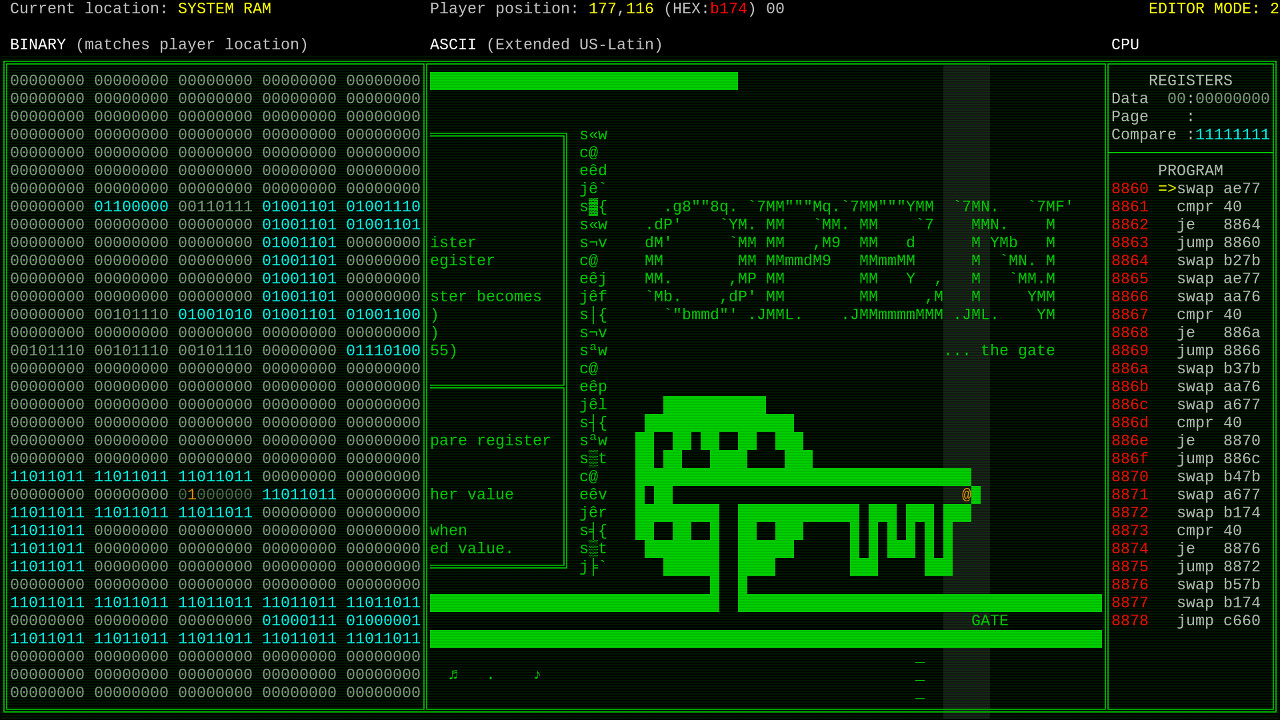 Current location: SYSTEM RAM Player position: 177,116 (HEX:b174) 00 EDITOR MODE: 2
BINARY (matches player location) ASCII (Extended US-Latin) CPU
00000000 00000000 00000000 00000000 00000000 REGISTERS
00000000 00000000 00000000 00000000 00000000 Data 00:00000000
00000000 00000000 00000000 00000000 00000000 Page :
00000000 00000000 00000000 00000000 00000000 s«w Compare :11111111
00000000 00000000 00000000 00000000 00000000 c@
00000000 00000000 00000000 00000000 00000000 eêd PROGRAM
00000000 00000000 00000000 00000000 00000000 jê` 8860 =>swap ae77
00000000 01100000 00110111 01001101 01001110 s▓{ .g8""8q. `7MM"""Mq.`7MM"""YMM `7MN. `7MF' 8861 cmpr 40
00000000 00000000 00000000 01001101 01001101 s«w .dP' `YM. MM `MM. MM `7 MMN. M 8862 je 8864
00000000 00000000 00000000 01001101 00000000 ister s¬v dM' `MM MM ,M9 MM d M YMb M 8863 jump 8860
00000000 00000000 00000000 01001101 00000000 egister c@ MM MM MMmmdM9 MMmmMM M `MN. M 8864 swap b27b
00000000 00000000 00000000 01001101 00000000 eêj MM. ,MP MM MM Y , M `MM.M 8865 swap ae77
00000000 00000000 00000000 01001101 00000000 ster becomes jêf `Mb. ,dP' MM MM ,M M YMM 8866 swap aa76
00000000 00101110 01001010 01001101 01001100 ) s│{ `"bmmd"' .JMML. .JMMmmmmMMM .JML. YM 8867 cmpr 40
00000000 00000000 00000000 00000000 00000000 ) s¬v 8868 je 886a
00101110 00101110 00101110 00000000 01110100 55) sªw ... the gate 8869 jump 8866
00000000 00000000 00000000 00000000 00000000 c@ 886a swap b37b
00000000 00000000 00000000 00000000 00000000 eêp 886b swap aa76
00000000 00000000 00000000 00000000 00000000 jêl 886c swap a677
00000000 00000000 00000000 00000000 00000000 s┤{ 886d cmpr 40
00000000 00000000 00000000 00000000 00000000 pare register sªw 886e je 8870
00000000 00000000 00000000 00000000 00000000 s▒t 886f jump 886c
11011011 11011011 11011011 00000000 00000000 c@ 8870 swap b47b
00000000 00000000 01000000 11011011 00000000 her value eêv @ 8871 swap a677
11011011 11011011 11011011 00000000 00000000 jêr 8872 swap b174
11011011 00000000 00000000 00000000 00000000 when s╡{ 8873 cmpr 40
11011011 00000000 00000000 00000000 00000000 ed value. s▒t 8874 je 8876
11011011 00000000 00000000 00000000 00000000 j╞` 8875 jump 8872
00000000 00000000 00000000 00000000 00000000 8876 swap b57b
11011011 11011011 11011011 11011011 11011011 8877 swap b174
00000000 00000000 00000000 01000111 01000001 GATE 8878 jump c660
11011011 11011011 11011011 11011011 11011011
00000000 00000000 00000000 00000000 00000000 _
00000000 00000000 00000000 00000000 00000000 ♬ . ♪ _
00000000 00000000 00000000 00000000 00000000 _